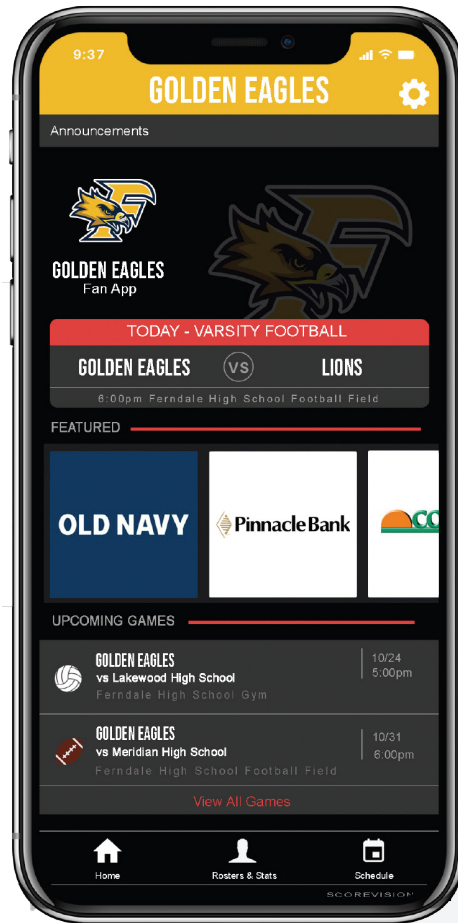 9:37
GOLDEN EAGLES
Announcements
GOLDEN EAGLES
Fan App
TODAY - VARSITY FOOTBALL
GOLDEN EAGLES VS LIONS
6:00pm Ferndale High School Football Field
FEATURED
OLD NAVY
Pinnacle Bank
CO
UPCOMING GAMES
GOLDEN EAGLES
vs Lakewood High School
Ferndale High School Gym
10/24
5:00pm
GOLDEN EAGLES
vs Meridian High School
Ferndale High School Football Field
10/31
6:00pm
View All Games
Home
Rosters & Stats
Schedule
SCOREVISION